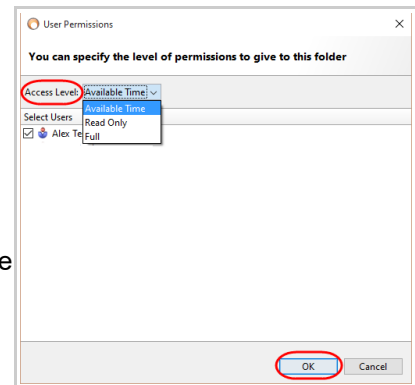 User Permissions
You can specify the level of permissions to give to this folder
Access Level: Available Time
Available Time
Read Only
Full
Select Users
Alex Te
e
OK Cancel